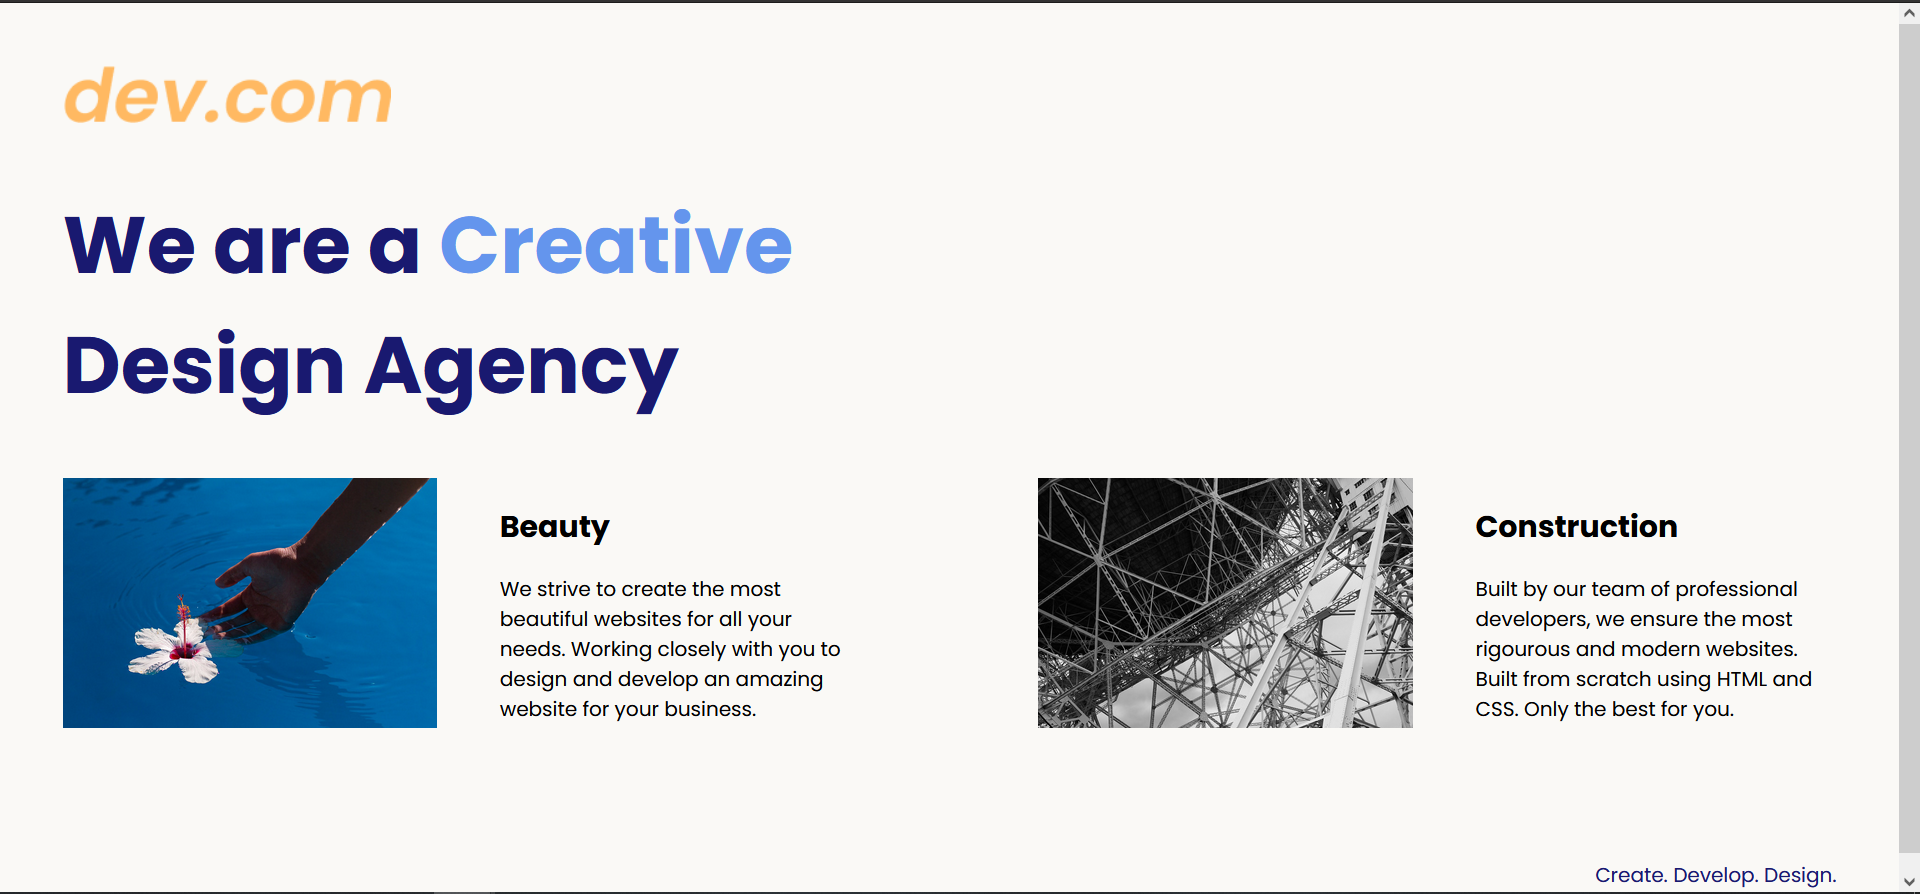 dev.com
We are a Creative
Design Agency
Beauty
We strive to create the most
beautiful websites for all your
needs. Working closely with you to
design and develop an amazing
website for your business.
Construction
Built by our team of professional
developers, we ensure the most
rigourous and modern websites.
Built from scratch using HTML and
CSS. Only the best for you.
Create. Develop. Design.